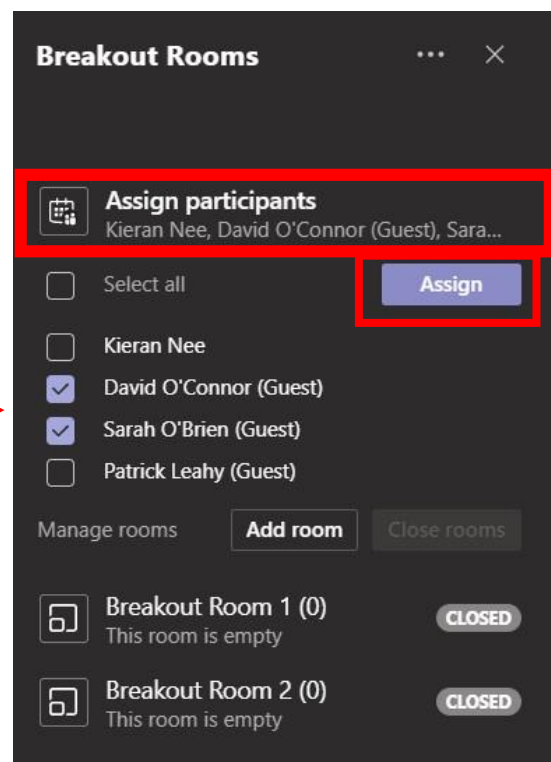 Breakout Rooms
Assign participants
Kieran Nee, David O'Connor (Guest), Sara...
Select all
Assign
Kieran Nee
David O'Connor (Guest)
Sarah O'Brien (Guest)
Patrick Leahy (Guest)
Manage rooms
Add room
Close rooms
Breakout Room 1 (0)
CLOSED
This room is empty
Breakout Room 2 (0)
CLOSED
This room is empty